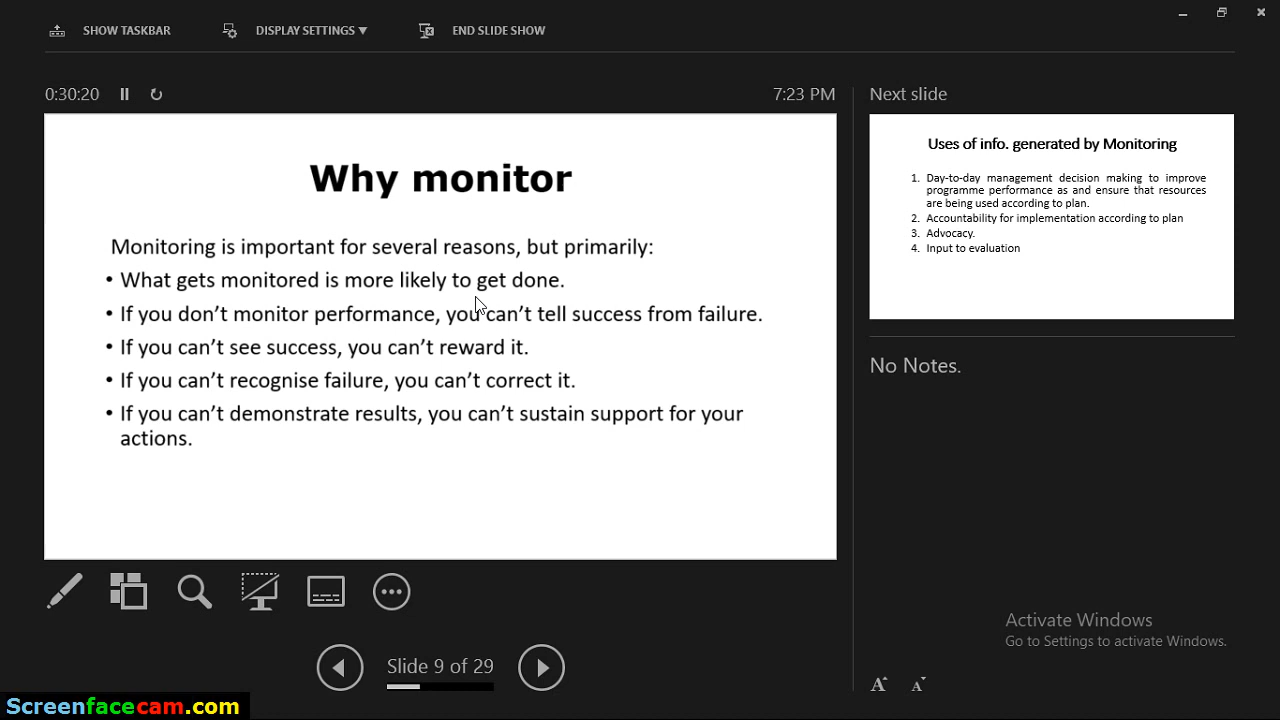 SHOW TASKBAR
DISPLAY SETTINGS ▼
END SLIDE SHOW
0:30:20
7:23 PM
Why monitor
Monitoring is important for several reasons, but primarily:
• What gets monitored is more likely to get done.
• If you don’t monitor performance, you can’t tell success from failure.
• If you can’t see success, you can’t reward it.
• If you can’t recognise failure, you can’t correct it.
• If you can’t demonstrate results, you can’t sustain support for your
actions.
Slide 9 of 29
Next slide
Uses of info. generated by Monitoring
1. Day-to-day management decision making to improve
programme performance as and ensure that resources
are being used according to plan.
2. Accountability for implementation according to plan
3. Advocacy.
4. Input to evaluation
No Notes.
Activate Windows
Go to Settings to activate Windows.
A A
Screenfacecam.com